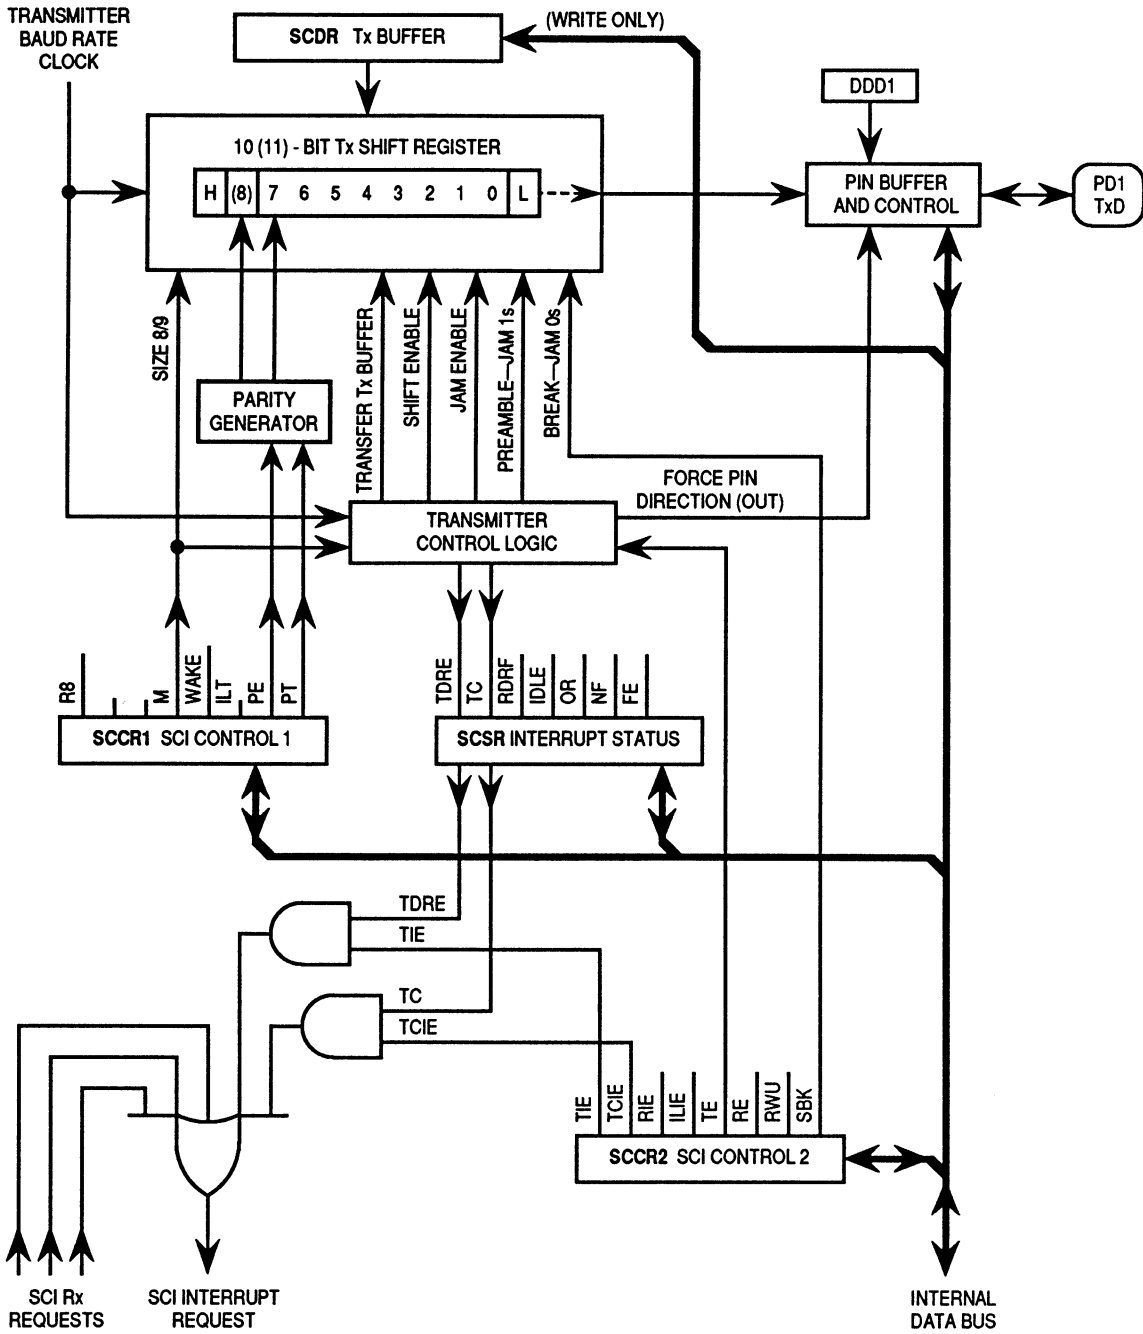 TRANSMITTER
BAUD RATE
CLOCK
SCDR Tx BUFFER
(WRITE ONLY)
DDD1
10 (11) - BIT Tx SHIFT REGISTER
H (8) 7 6 5 4 3 2 1 0 L
PIN BUFFER
AND CONTROL
PD1
TxD
SIZE 8/9
TRANSFER Tx BUFFER
SHIFT ENABLE
JAM ENABLE
PREAMBLE—JAM 1s
BREAK—JAM 0s
PARITY
GENERATOR
FORCE PIN
DIRECTION (OUT)
TRANSMITTER
CONTROL LOGIC
R8
M
WAKE
ILT
PE
PT
SCCR1 SCI CONTROL 1
TDRE
TC
RDRF
IDLE
OR
NF
FE
SCSR INTERRUPT STATUS
TDRE
TIE
TC
TCIE
TIE
TCIE
RIE
ILIE
TE
RE
RWU
SBK
SCCR2 SCI CONTROL 2
SCI Rx
REQUESTS
SCI INTERRUPT
REQUEST
INTERNAL
DATA BUS